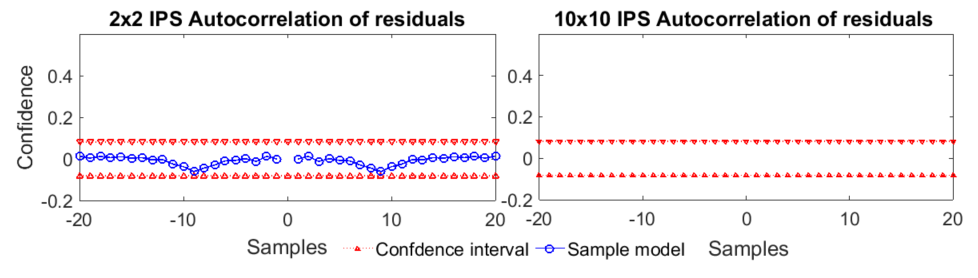 2x2 IPS Autocorrelation of residuals
10x10 IPS Autocorrelation of residuals
Confidence
0.4
0.2
0
-0.2
-20
-10
0
10
20
0.4
0.2
0
-0.2
-20
-10
0
10
20
Samples
Confdence interval
Sample model
Samples